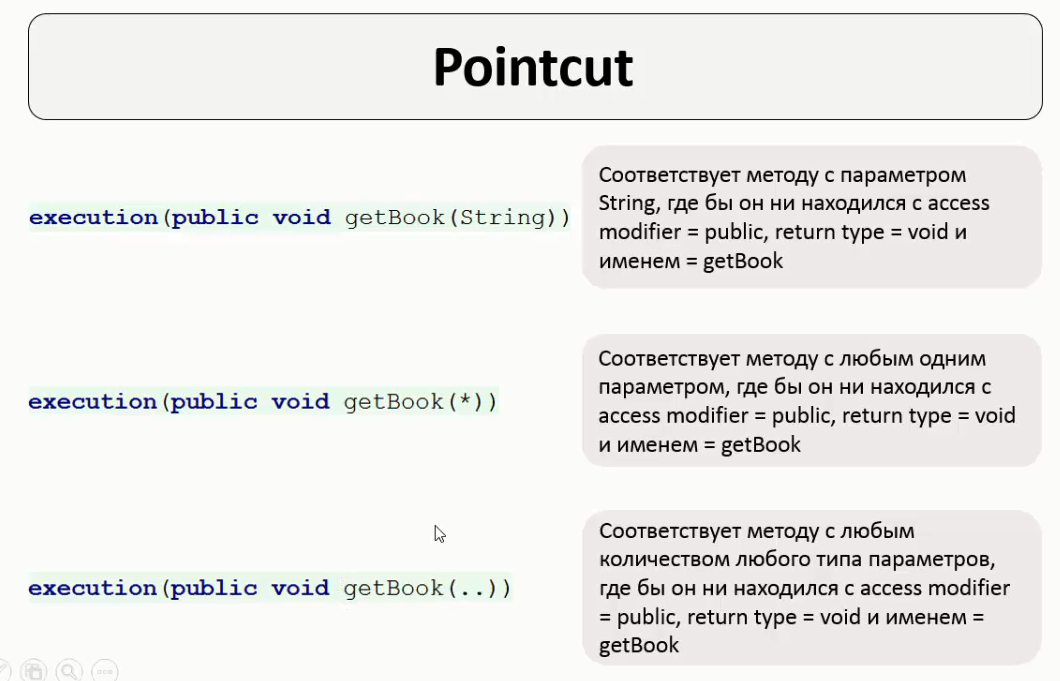 Pointcut
execution(public void getBook(String))
Соответствует методу с параметром
String, где бы он ни находился с access
modifier = public, return type = void и
именем = getBook
execution(public void getBook(*))
Соответствует методу с любым одним
параметром, где бы он ни находился с
access modifier = public, return type = void
и именем = getBook
execution(public void getBook(..))
Соответствует методу с любым
количеством любого типа параметров,
где бы он ни находился с access modifier
= public, return type = void и именем =
getBook